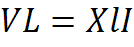 VL = XlI